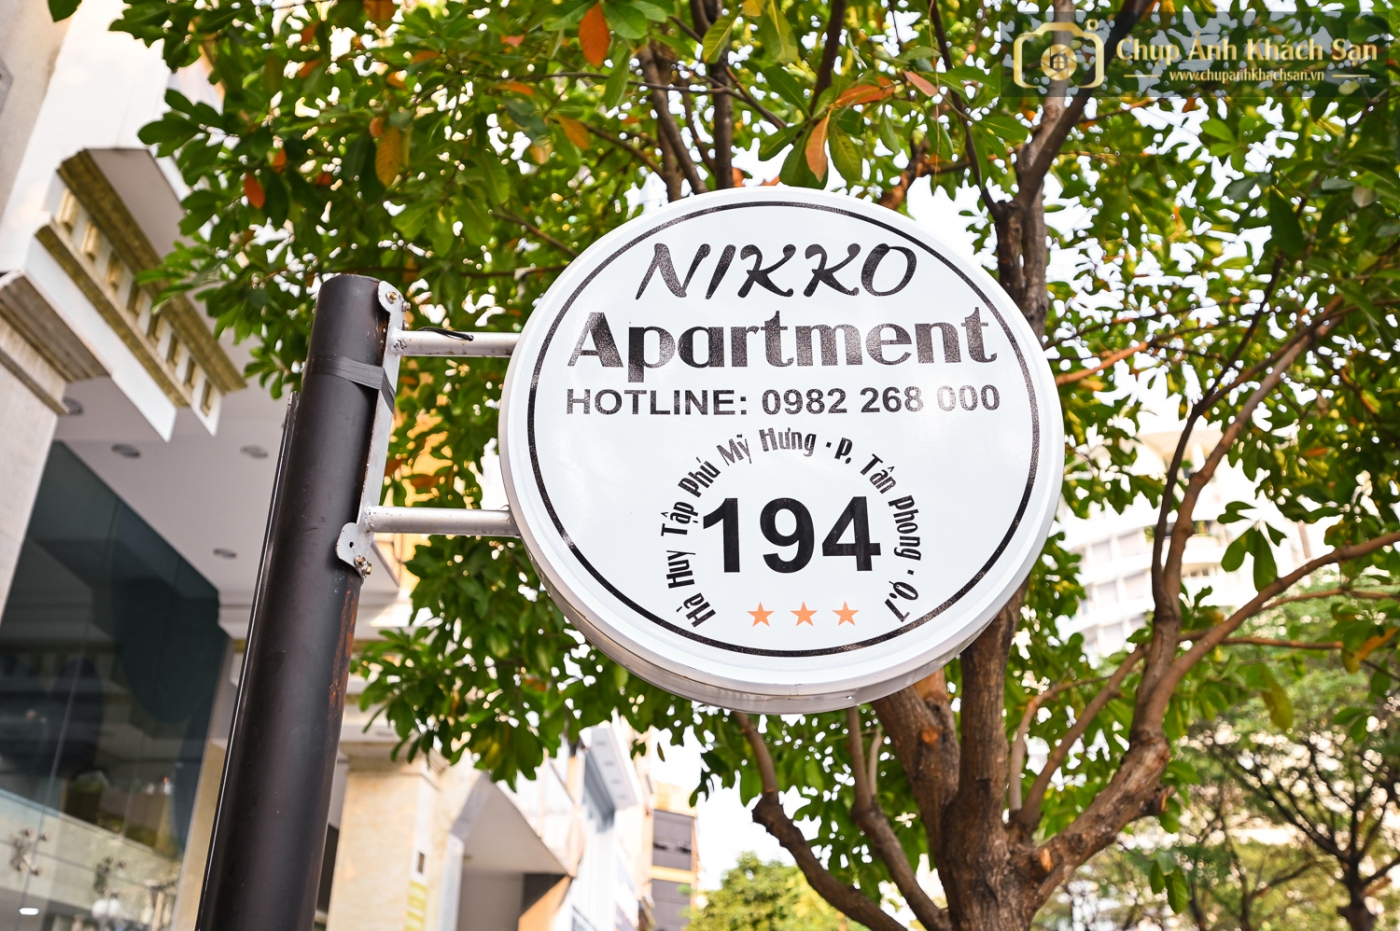 Chụp Ảnh Khách Sạn
www.chupanhkhachsan.vn
NIKKO
Apartment
HOTLINE: 0982 268 000
Hà Huy Tập Phú Mỹ Hưng · P. Tân Phong · Q.7
194